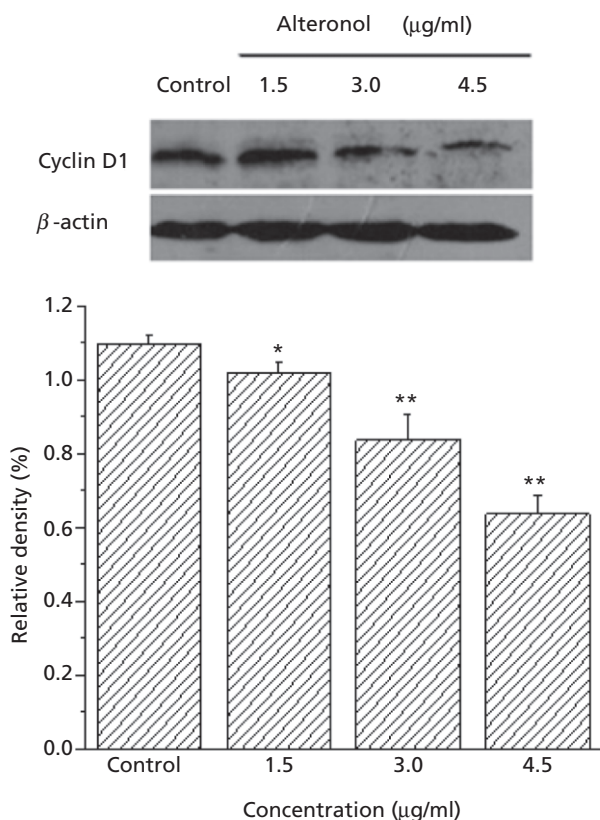 Alteronol (μg/ml)
Control 1.5 3.0 4.5
Cyclin D1
β-actin
1.2
1.0
0.8
0.6
0.4
0.2
0.0
Relative density (%)
*
**
**
Control 1.5 3.0 4.5
Concentration (μg/ml)